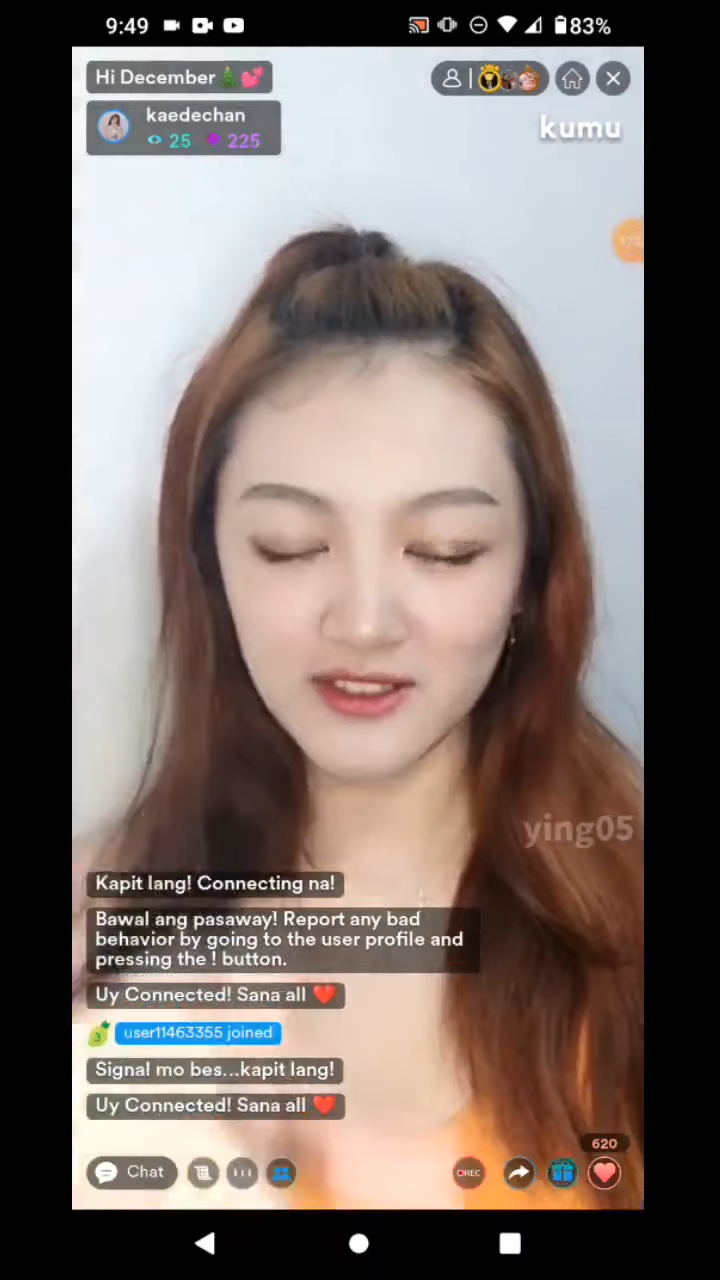 9:49
83%
Hi December🎄💕
kaedechan
25 225
kumu
ying05
Kapit lang! Connecting na!
Bawal ang pasaway! Report any bad
behavior by going to the user profile and
pressing the ! button.
Uy Connected! Sana all ❤️
3 user11463355 joined
Signal mo bes...kapit lang!
Uy Connected! Sana all ❤️
620
Chat
REC